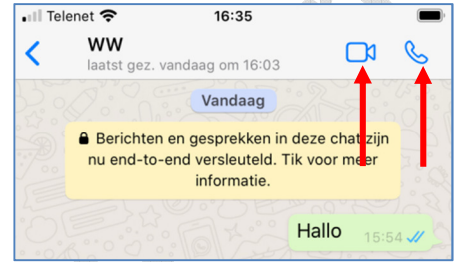 Telenet 16:35
WW
laatst gez. vandaag om 16:03
Vandaag
Berichten en gesprekken in deze chat zijn
nu end-to-end versleuteld. Tik voor meer
informatie.
Hallo 15:54